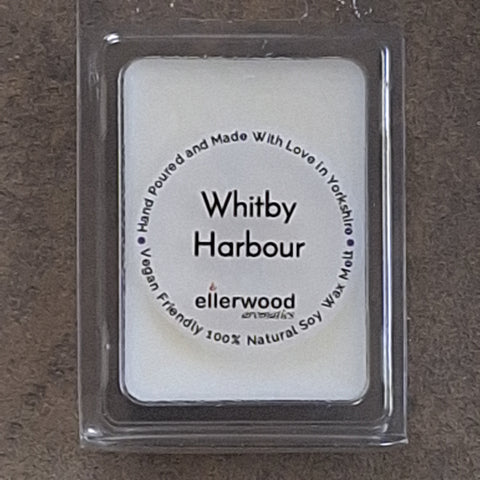 Hand Poured and Made With Love In Yorkshire
Whitby
Harbour
ellerwood
aromatics
Vegan Friendly 100% Natural Soy Wax Melt